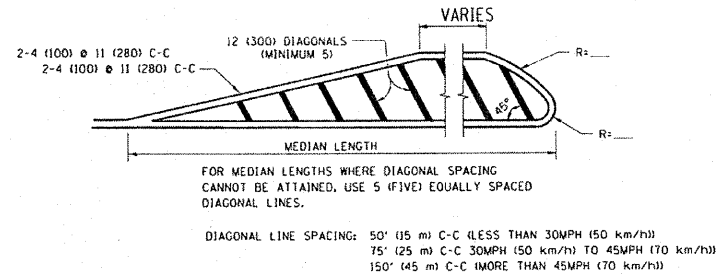 VARIES
2-4 (100) @ 11 (280) C-C
2-4 (100) @ 11 (280) C-C
12 (300) DIAGONALS
(MINIMUM 5)
R=__
45°
R=__
MEDIAN LENGTH
FOR MEDIAN LENGTHS WHERE DIAGONAL SPACING
CANNOT BE ATTAINED, USE 5 (FIVE) EQUALLY SPACED
DIAGONAL LINES.
DIAGONAL LINE SPACING: 50' (15 m) C-C (LESS THAN 30MPH (50 km/h))
75' (25 m) C-C 30MPH (50 km/h) TO 45MPH (70 km/h))
150' (45 m) C-C (MORE THAN 45MPH (70 km/h))